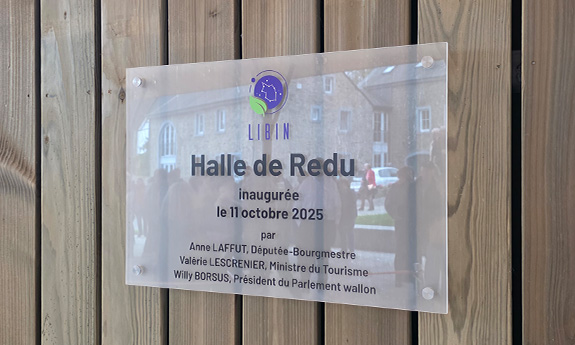 LIBIN
Halle de Redu
inaugurée
le 11 octobre 2025
par
Anne LAFFUT, Députée-Bourgmestre
Valérie LESCRENIER, Ministre du Tourisme
Willy BORSUS, Président du Parlement wallon